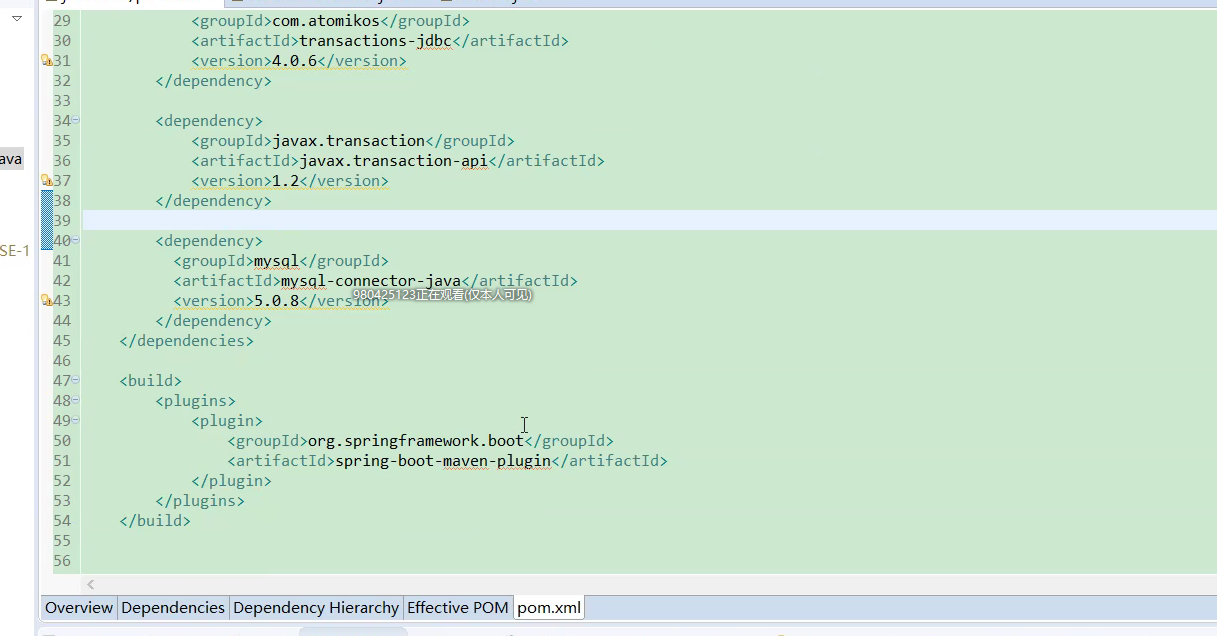 29 <groupId>com.atomikos</groupId>
30 <artifactId>transactions-jdbc</artifactId>
31 <version>4.0.6</version>
32 </dependency>
33
34 <dependency>
35 <groupId>javax.transaction</groupId>
36 <artifactId>javax.transaction-api</artifactId>
ava
37 <version>1.2</version>
38 </dependency>
39
40 <dependency>
SE-1
41 <groupId>mysql</groupId>
42 <artifactId>mysql-connector-java</artifactId>
980425123正在观看(仅本人可见)
43 <version>5.0.8</version>
44 </dependency>
45 </dependencies>
46
47 <build>
48 <plugins>
49 <plugin>
50 <groupId>org.springframework.boot</groupId>
51 <artifactId>spring-boot-maven-plugin</artifactId>
52 </plugin>
53 </plugins>
54 </build>
55
56
Overview Dependencies Dependency Hierarchy Effective POM pom.xml